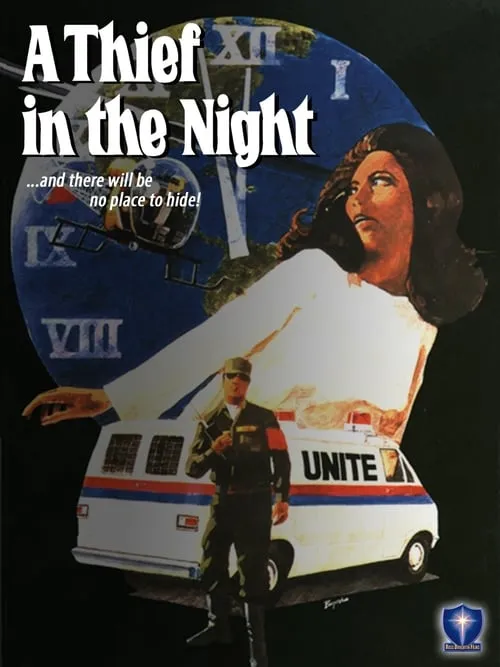 A Thief
in the Night
...and there will be
no place to hide!
XII
I
IX
VIII
UNITE